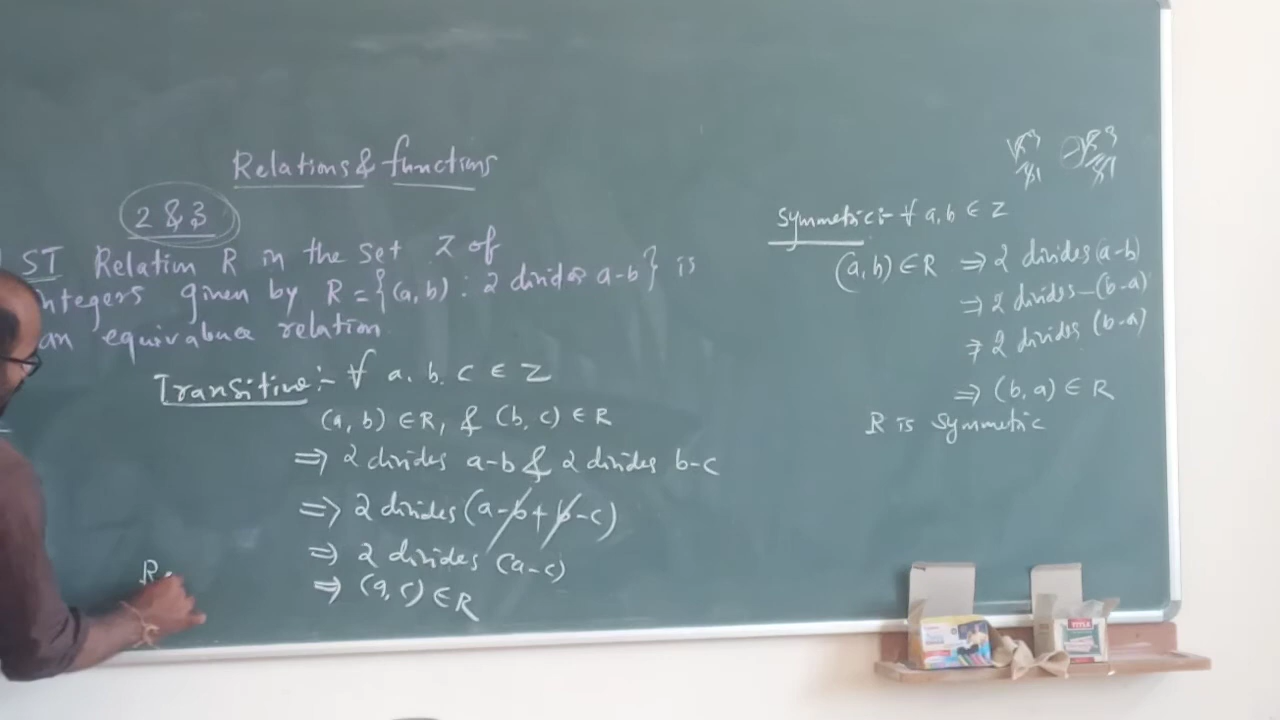 Relations & functions
2 & 3
ST Relation R in the set Z of
integers given by R = {(a, b) : 2 divides a-b} is
an equivalence relation
Transitive :- ∀ a, b, c ∈ Z
(a, b) ∈ R, & (b, c) ∈ R
⇒ 2 divides a-b & 2 divides b-c
⇒ 2 divides (a-b+b-c)
⇒ 2 divides (a-c)
⇒ (a, c) ∈ R
R
Symmetric :- ∀ a, b ∈ Z
(a, b) ∈ R ⇒ 2 divides (a-b)
⇒ 2 divides -(b-a)
⇒ 2 divides (b-a)
⇒ (b, a) ∈ R
R is Symmetric